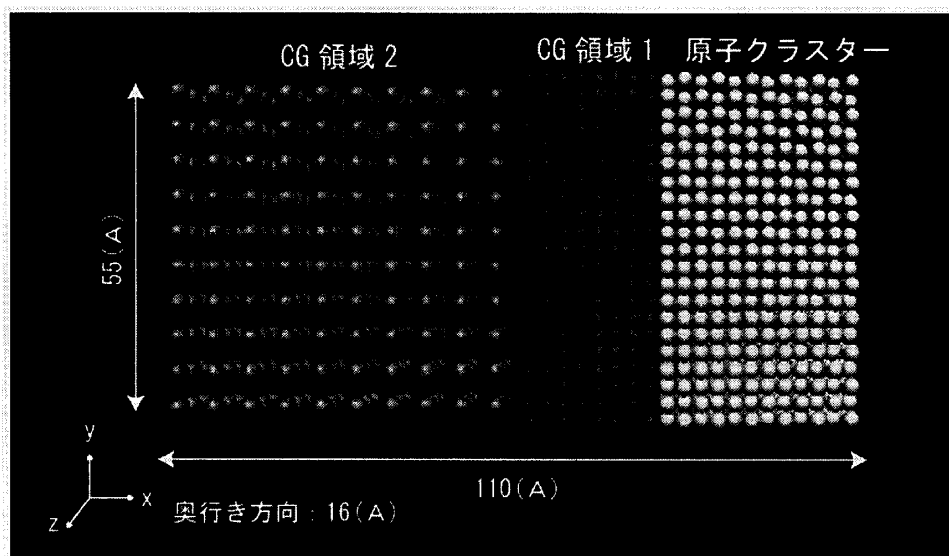 CG 領域 2
CG 領域 1
原子クラスター
55(A)
110(A)
y
x
z
奥行き方向 : 16(A)